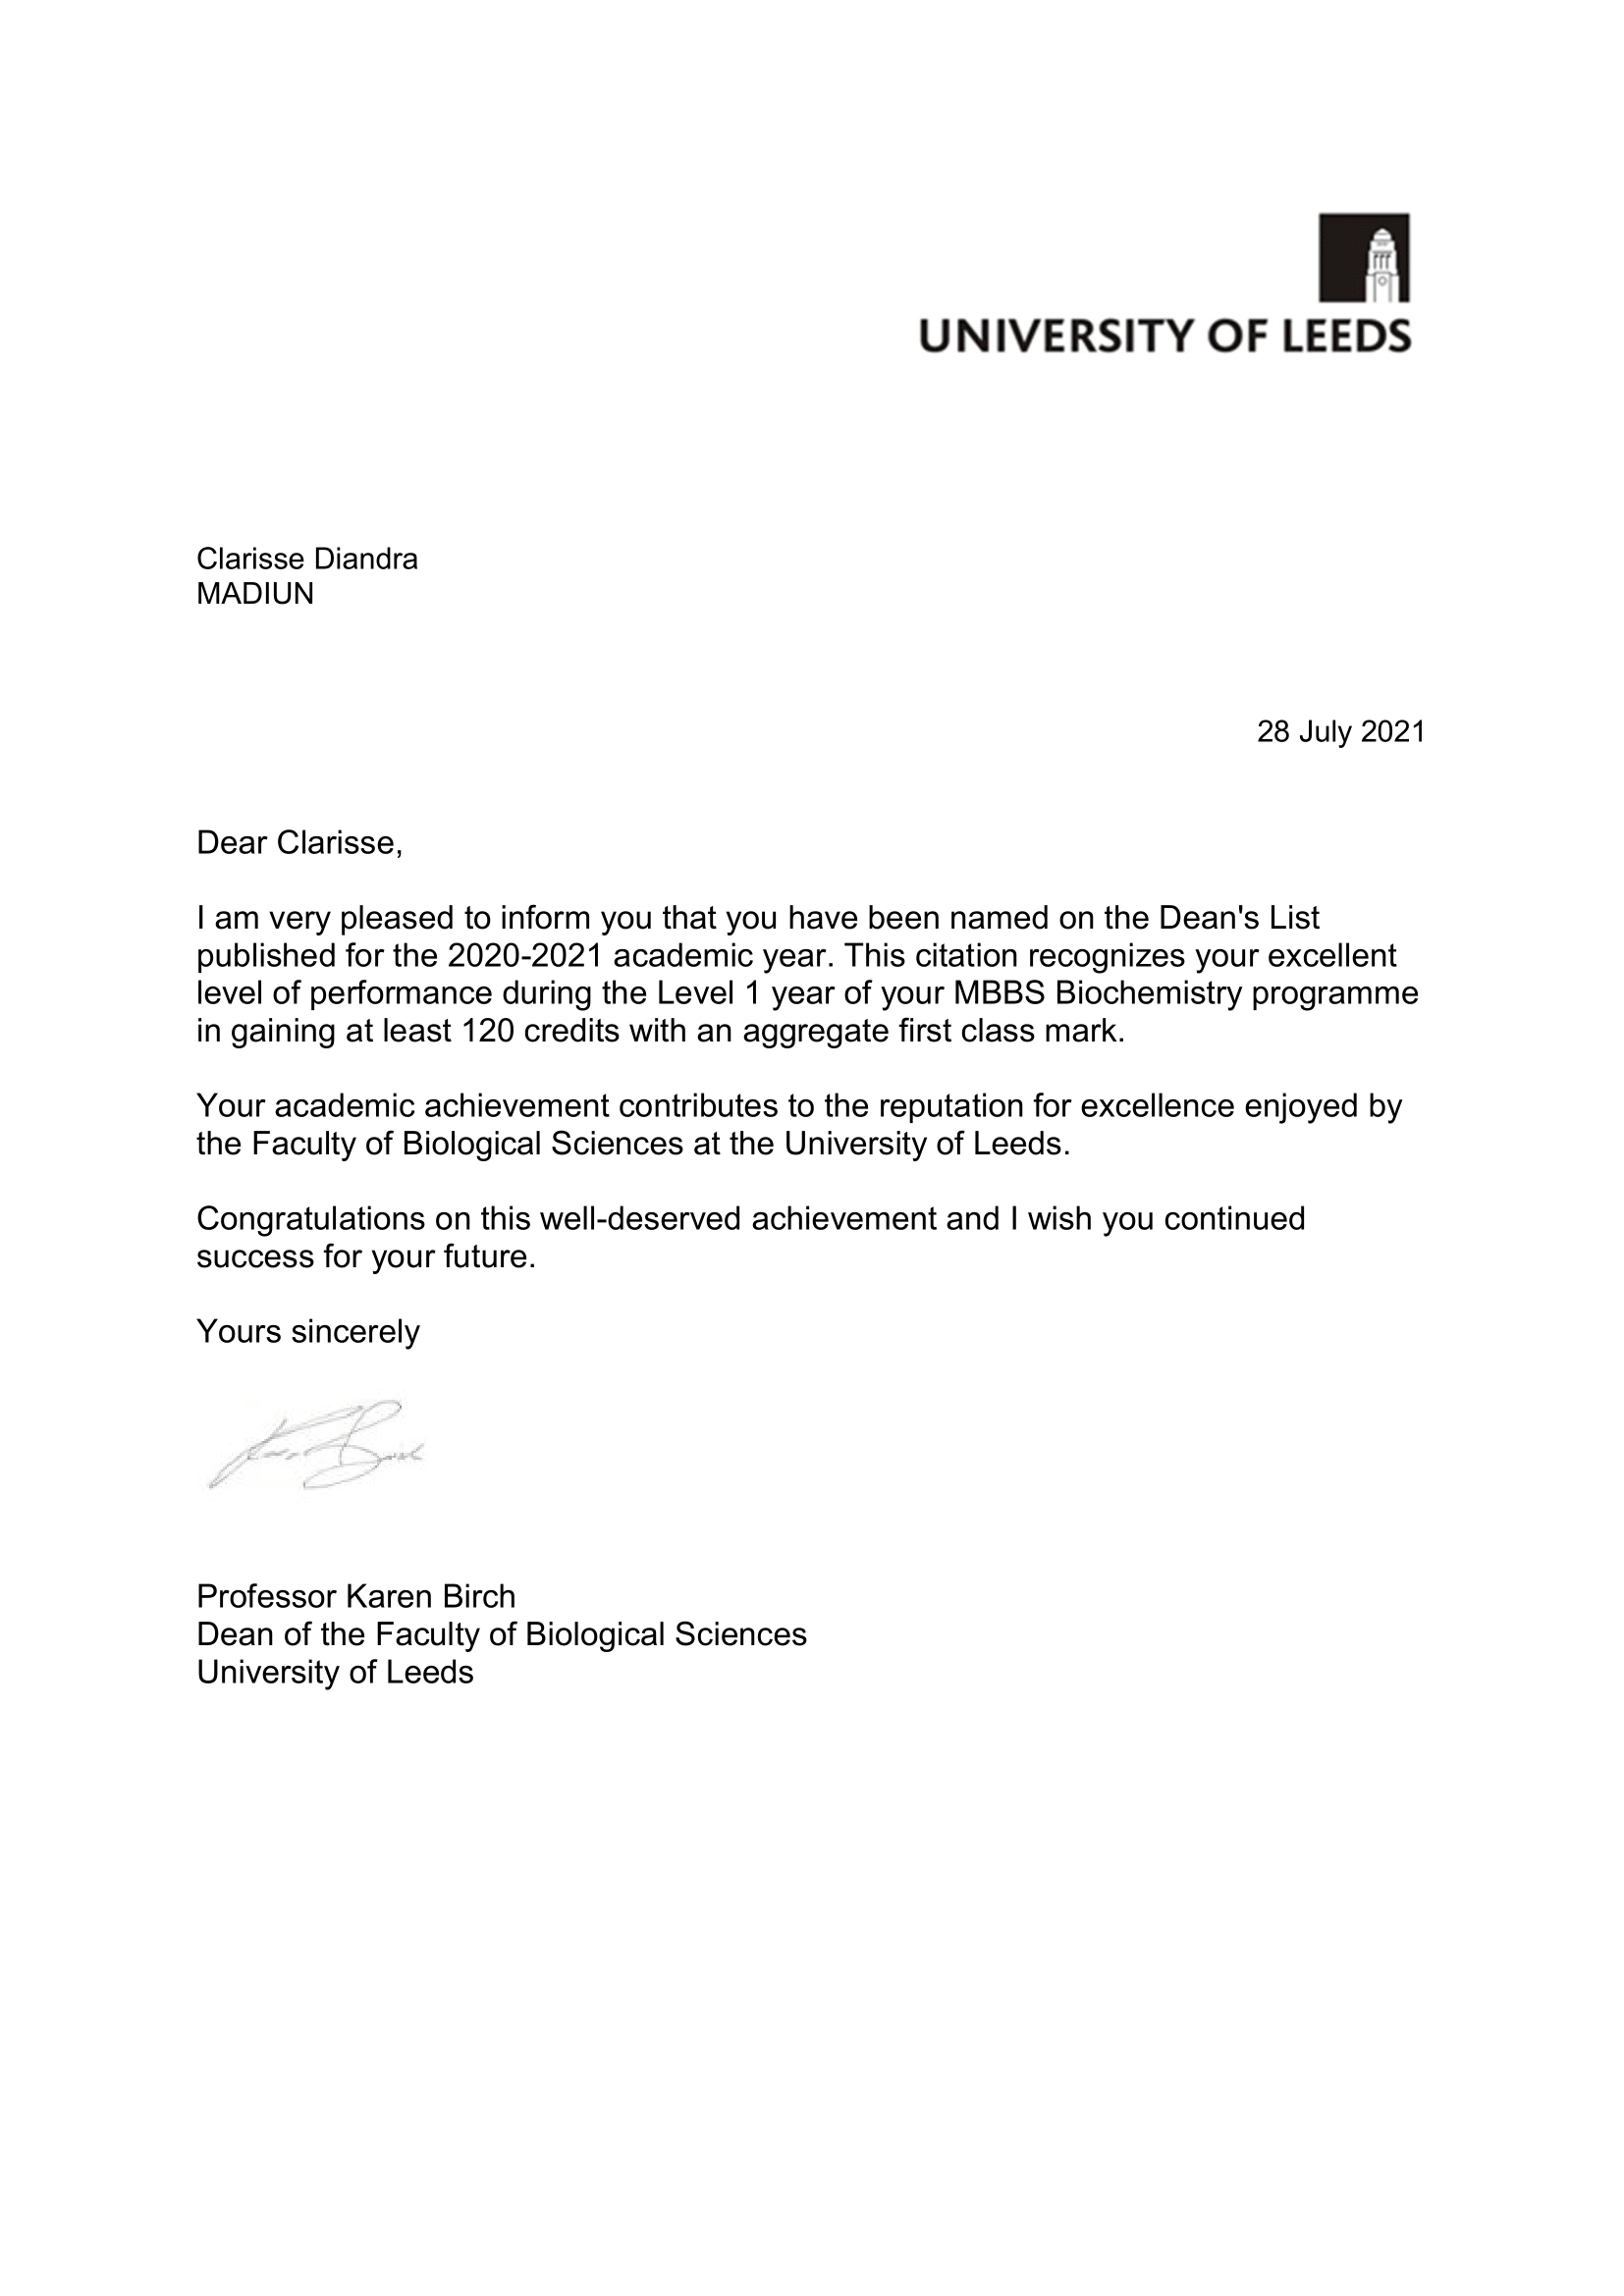 UNIVERSITY OF LEEDS
Clarisse Diandra
MADIUN
28 July 2021
Dear Clarisse,
I am very pleased to inform you that you have been named on the Dean's List
published for the 2020-2021 academic year. This citation recognizes your excellent
level of performance during the Level 1 year of your MBBS Biochemistry programme
in gaining at least 120 credits with an aggregate first class mark.
Your academic achievement contributes to the reputation for excellence enjoyed by
the Faculty of Biological Sciences at the University of Leeds.
Congratulations on this well-deserved achievement and I wish you continued
success for your future.
Yours sincerely
Karen Birch
Professor Karen Birch
Dean of the Faculty of Biological Sciences
University of Leeds